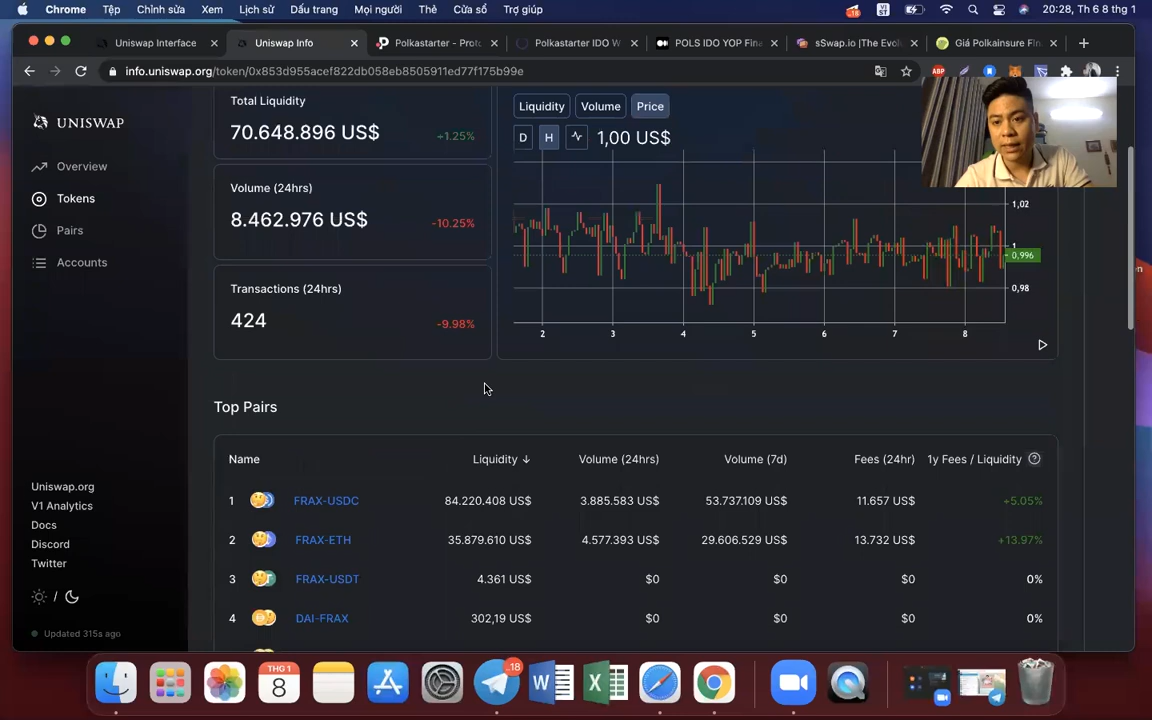 Chrome Tệp Chỉnh sửa Xem Lịch sử Dấu trang Mọi người Thẻ Cửa sổ Trợ giúp 18 VI ST 20:28, Th 6 8 thg 1
Uniswap Interface Uniswap Info Polkastarter - Prot Polkastarter IDO W POLS IDO YOP Fina sSwap.io |The Evol Giá Polkainsure Fin
info.uniswap.org/token/0x853d955acef822db058eb8505911ed77f175b99e ABP
UNISWAP
Overview
Tokens
Pairs
Accounts
Uniswap.org
V1 Analytics
Docs
Discord
Twitter
/
Updated 315s ago
Total Liquidity
70.648.896 US$ +1.25%
Volume (24hrs)
8.462.976 US$ -10.25%
Transactions (24hrs)
424 -9.98%
Liquidity Volume Price
D H 1,00 US$
1,02
1
0,996
0,98
2 3 4 5 6 7 8
Top Pairs
Name Liquidity ↓ Volume (24hrs) Volume (7d) Fees (24hr) 1y Fees / Liquidity ?
1 FRAX-USDC 84.220.408 US$ 3.885.583 US$ 53.737.109 US$ 11.657 US$ +5.05%
2 FRAX-ETH 35.879.610 US$ 4.577.393 US$ 29.606.529 US$ 13.732 US$ +13.97%
3 FRAX-USDT 4.361 US$ $0 $0 $0 0%
4 DAI-FRAX 302,19 US$ $0 $0 $0 0%
THG 1
8
18